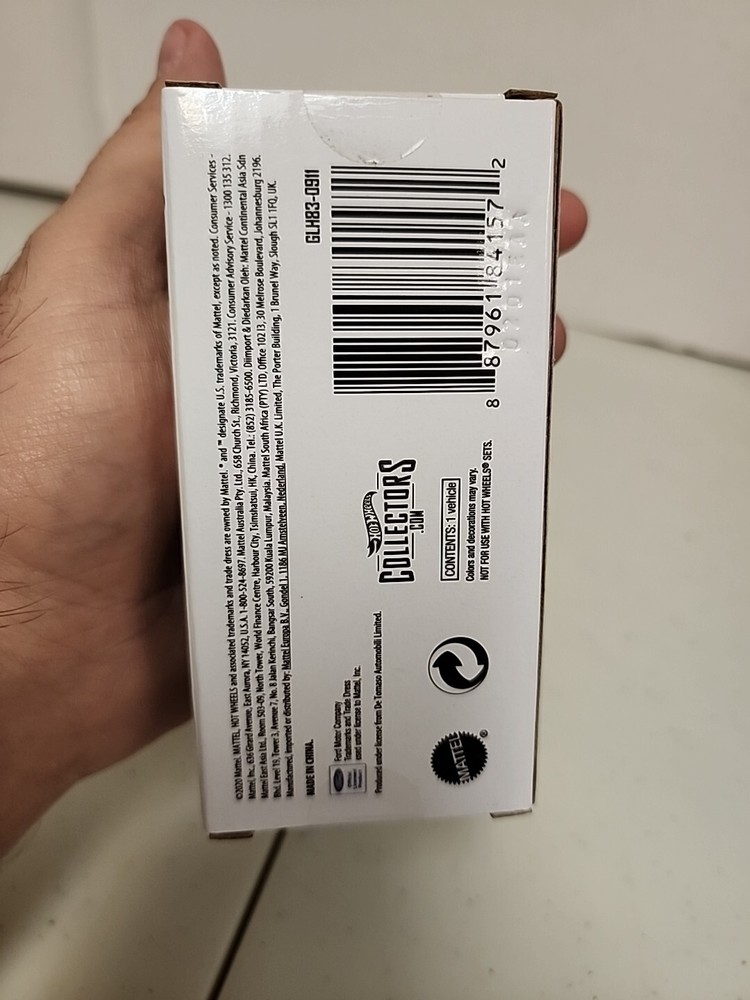 ©2020 Mattel. MATTEL, HOT WHEELS and associated trademarks and trade dress are owned by Mattel. ® and ™ designate U.S. trademarks of Mattel, except as noted. Consumer Services -
Mattel, Inc., 636 Girard Avenue, East Aurora, NY 14052, U.S.A. 1-800-524-8697. Mattel Australia Pty. Ltd., 658 Church St., Richmond, Victoria, 3121. Consumer Advisory Service - 1300 135 312.
Mattel East Asia Ltd., Room 503-09, North Tower, World Finance Centre, Harbour City, Tsimshatsui, HK, China. Tel.: (852) 3185-6500. Diimport & Diedarkan Oleh: Mattel Continental Asia Sdn
Bhd. Level 19, Tower 3, Avenue 7, No. 8 Jalan Kerinchi, Bangsar South, 59200 Kuala Lumpur, Malaysia. Mattel South Africa (PTY) LTD, Office 102 I3, 30 Melrose Boulevard, Johannesburg 2196.
Manufactured, imported or distributed by: Mattel Europa B.V., Gondel 1, 1186 MJ Amstelveen, Nederland. Mattel U.K. Limited, The Porter Building, 1 Brunel Way, Slough SL1 1FQ, UK.
MADE IN CHINA.
Ford Motor Company
Trademarks and Trade Dress
used under license to Mattel, Inc.
Produced under license from De Tomaso Automobili Limited.
GLH83-0911
8 87961 84157 2
HOT WHEELS
COLLECTORS
.COM
CONTENTS: 1 vehicle
Colors and decorations may vary.
NOT FOR USE WITH HOT WHEELS® SETS.
MATTEL®